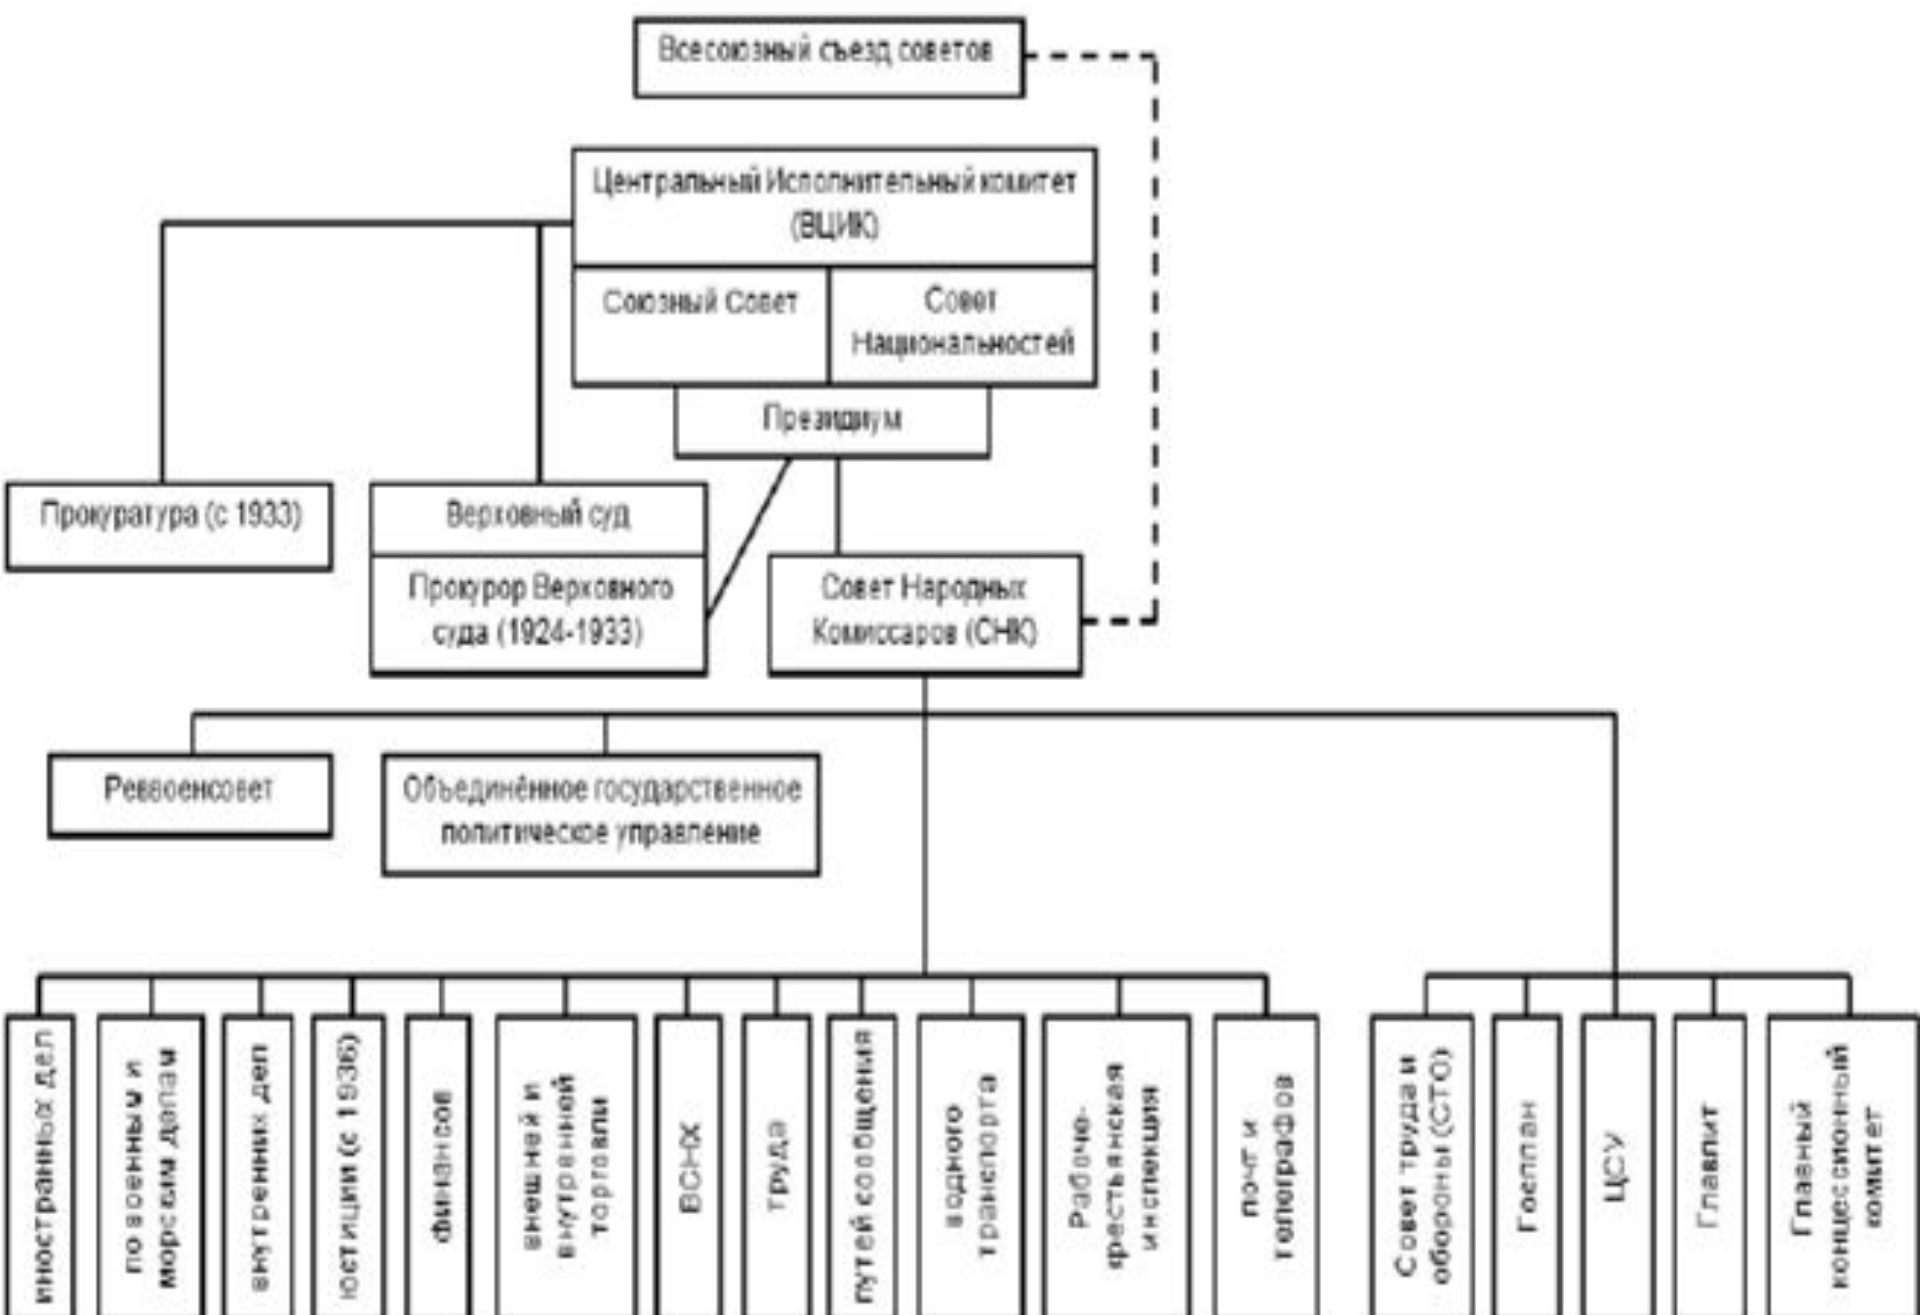 Всесоюзный съезд советов
Центральный Исполнительный комитет
(ВЦИК)
Союзный Совет
Совет
Национальностей
Президиум
Прокуратура (с 1933)
Верховный суд
Прокурор Верховного
суда (1924-1933)
Совет Народных
Комиссаров (СНК)
Реввоенсовет
Объединённое государственное
политическое управление
иностранных дел
по военным и
морским делам
внутренних дел
юстиции (с 1936)
финансов
внешней и
внутренней
торговли
ВСНХ
труда
путей сообщения
водного
транспорта
Рабоче-
крестьянская
инспекция
почт и
телеграфов
Совет труда и
обороны (СТО)
Госплан
ЦСУ
Главлит
Главный
концессионный
комитет